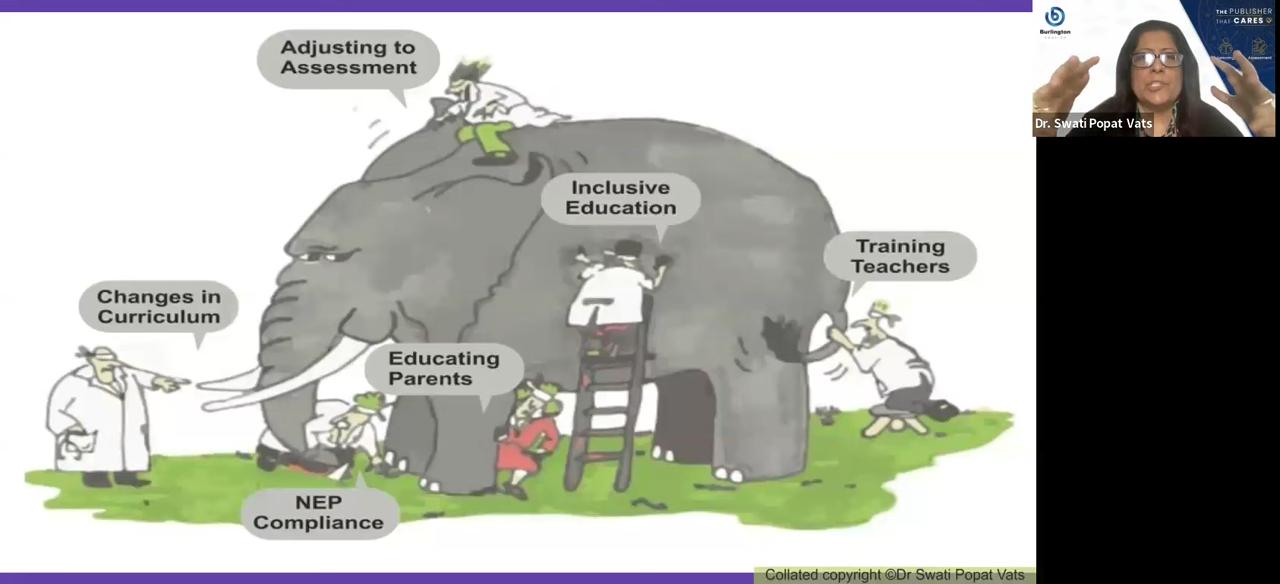 Adjusting to
Assessment
Inclusive
Education
Training
Teachers
Changes in
Curriculum
Educating
Parents
NEP
Compliance
Collated copyright ©Dr Swati Popat Vats
Burlington
THE PUBLISHER
THAT CARES
Assessment
Dr. Swati Popat Vats